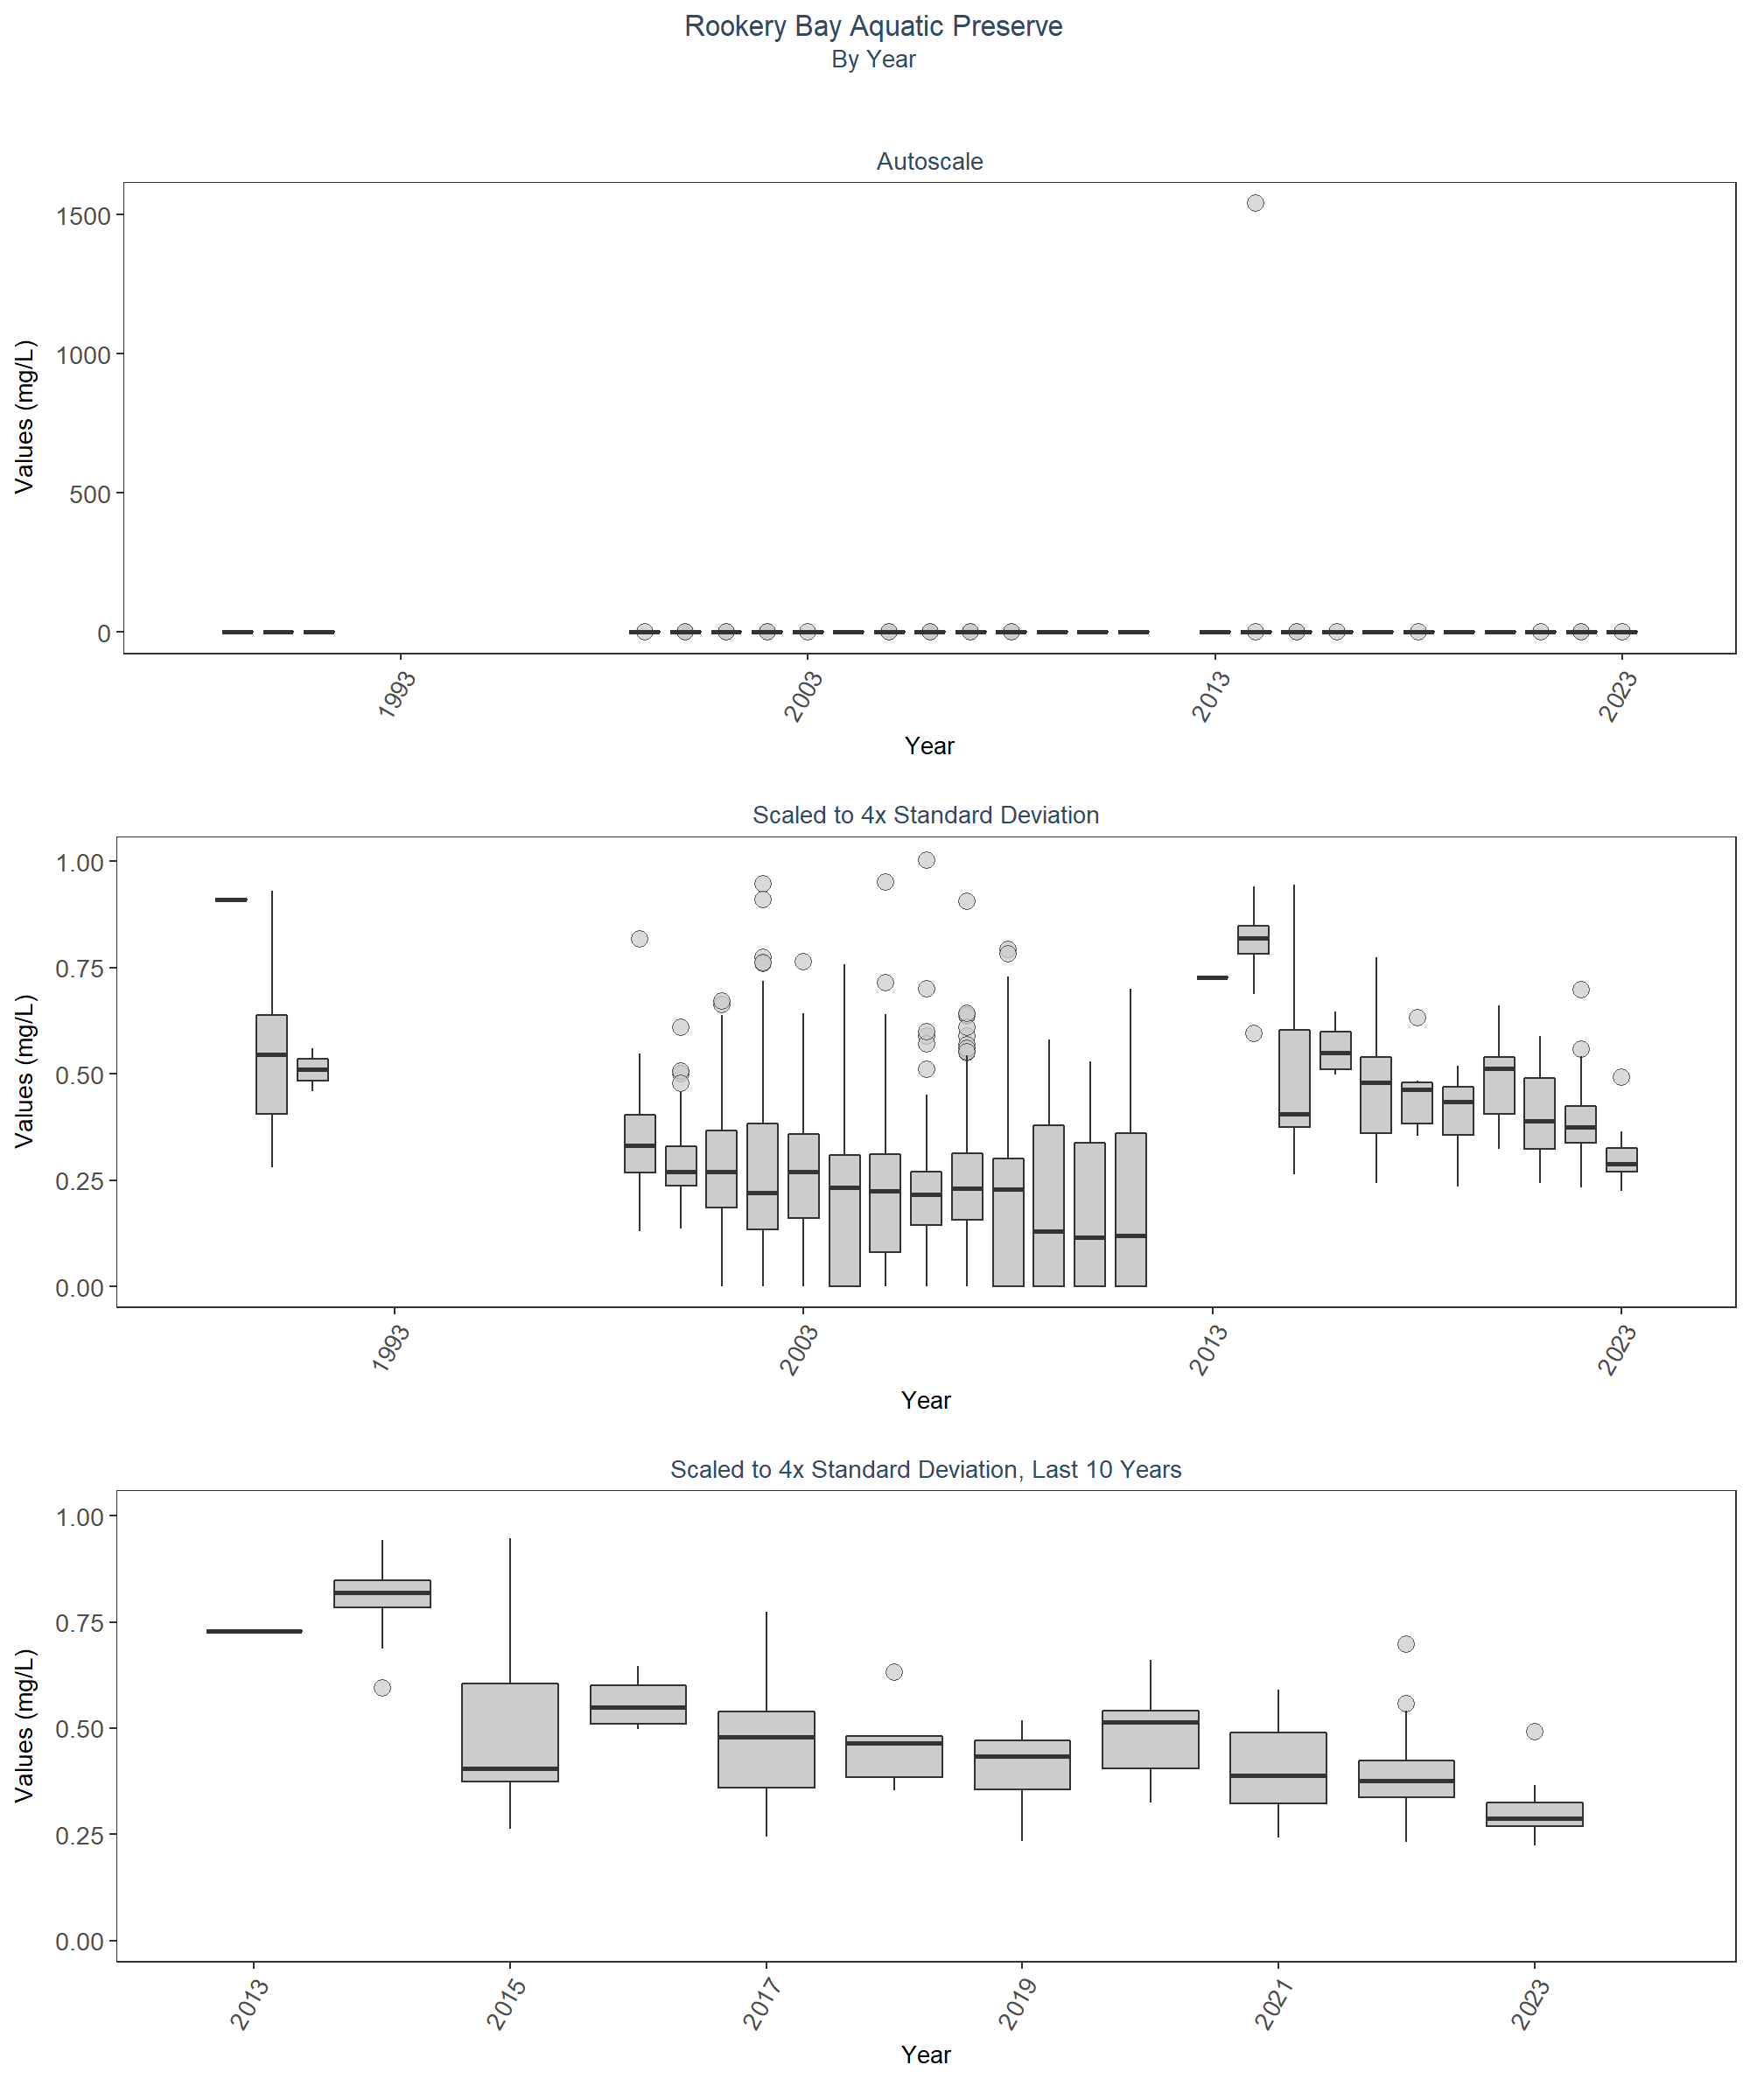 Rookery Bay Aquatic Preserve
By Year
Autoscale
Values (mg/L)
1500
1000
500
0
1993
2003
2013
2023
Year
Scaled to 4x Standard Deviation
Values (mg/L)
1.00
0.75
0.50
0.25
0.00
1993
2003
2013
2023
Year
Scaled to 4x Standard Deviation, Last 10 Years
Values (mg/L)
1.00
0.75
0.50
0.25
0.00
2013
2015
2017
2019
2021
2023
Year